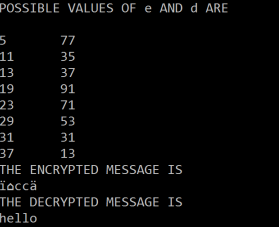 POSSIBLE VALUES OF e AND d ARE
5 77
11 35
13 37
19 91
23 71
29 53
31 31
37 13
THE ENCRYPTED MESSAGE IS
ï⌂ccä
THE DECRYPTED MESSAGE IS
hello